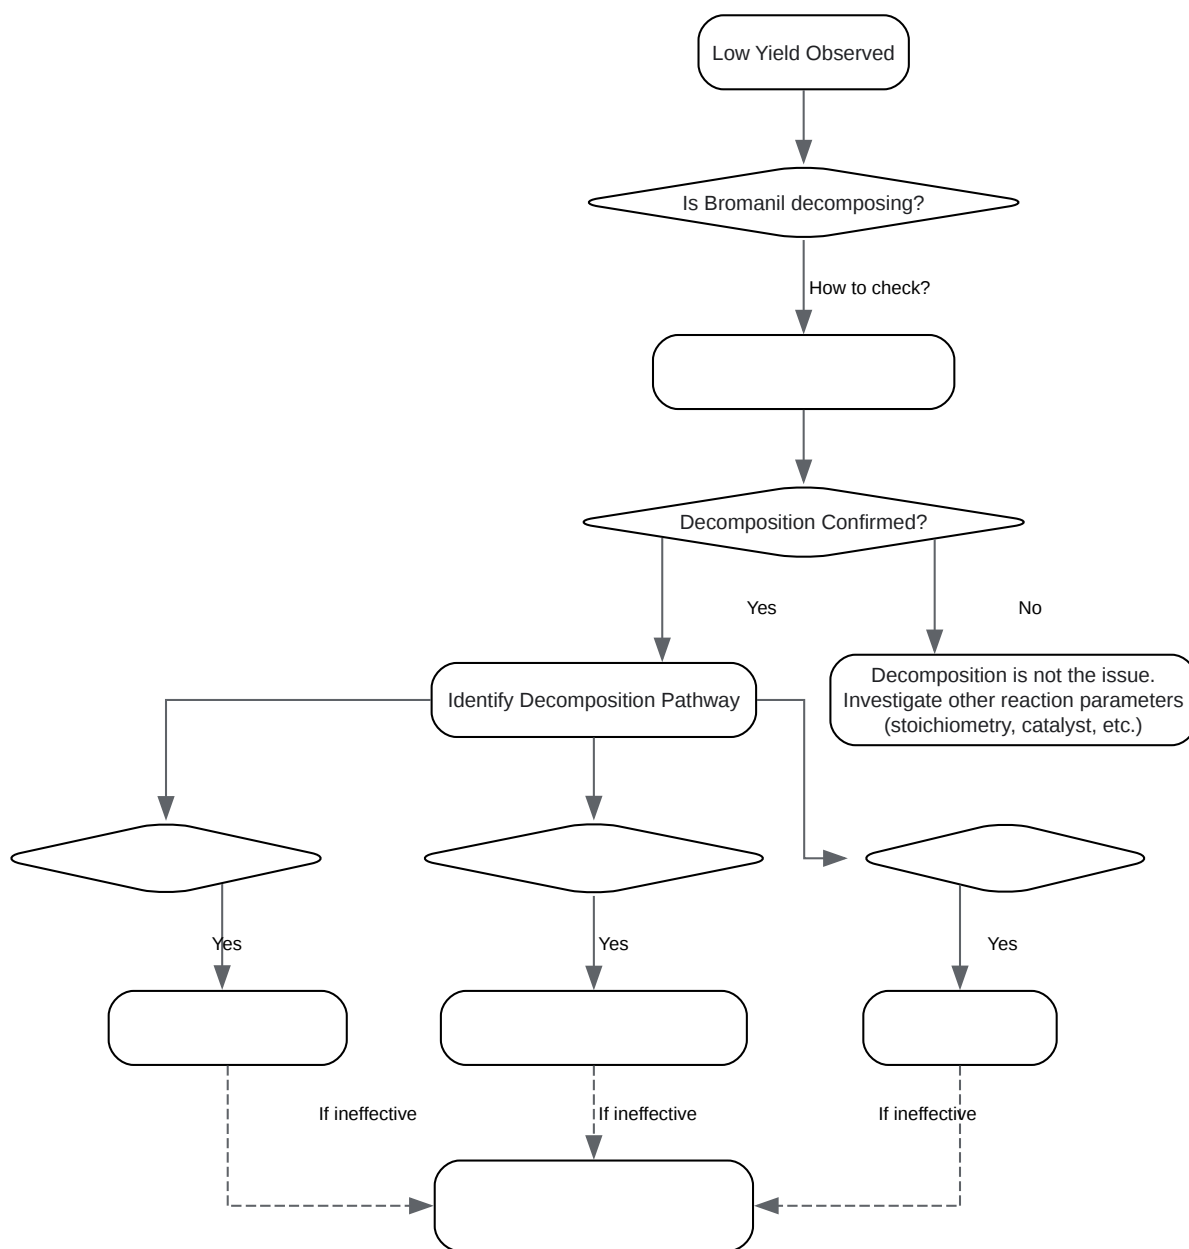 Low Yield Observed
Is Bromanil decomposing?
How to check?
Decomposition Confirmed?
Yes
No
Identify Decomposition Pathway
Decomposition is not the issue.
Investigate other reaction parameters
(stoichiometry, catalyst, etc.)
Yes
Yes
Yes
If ineffective
If ineffective
If ineffective